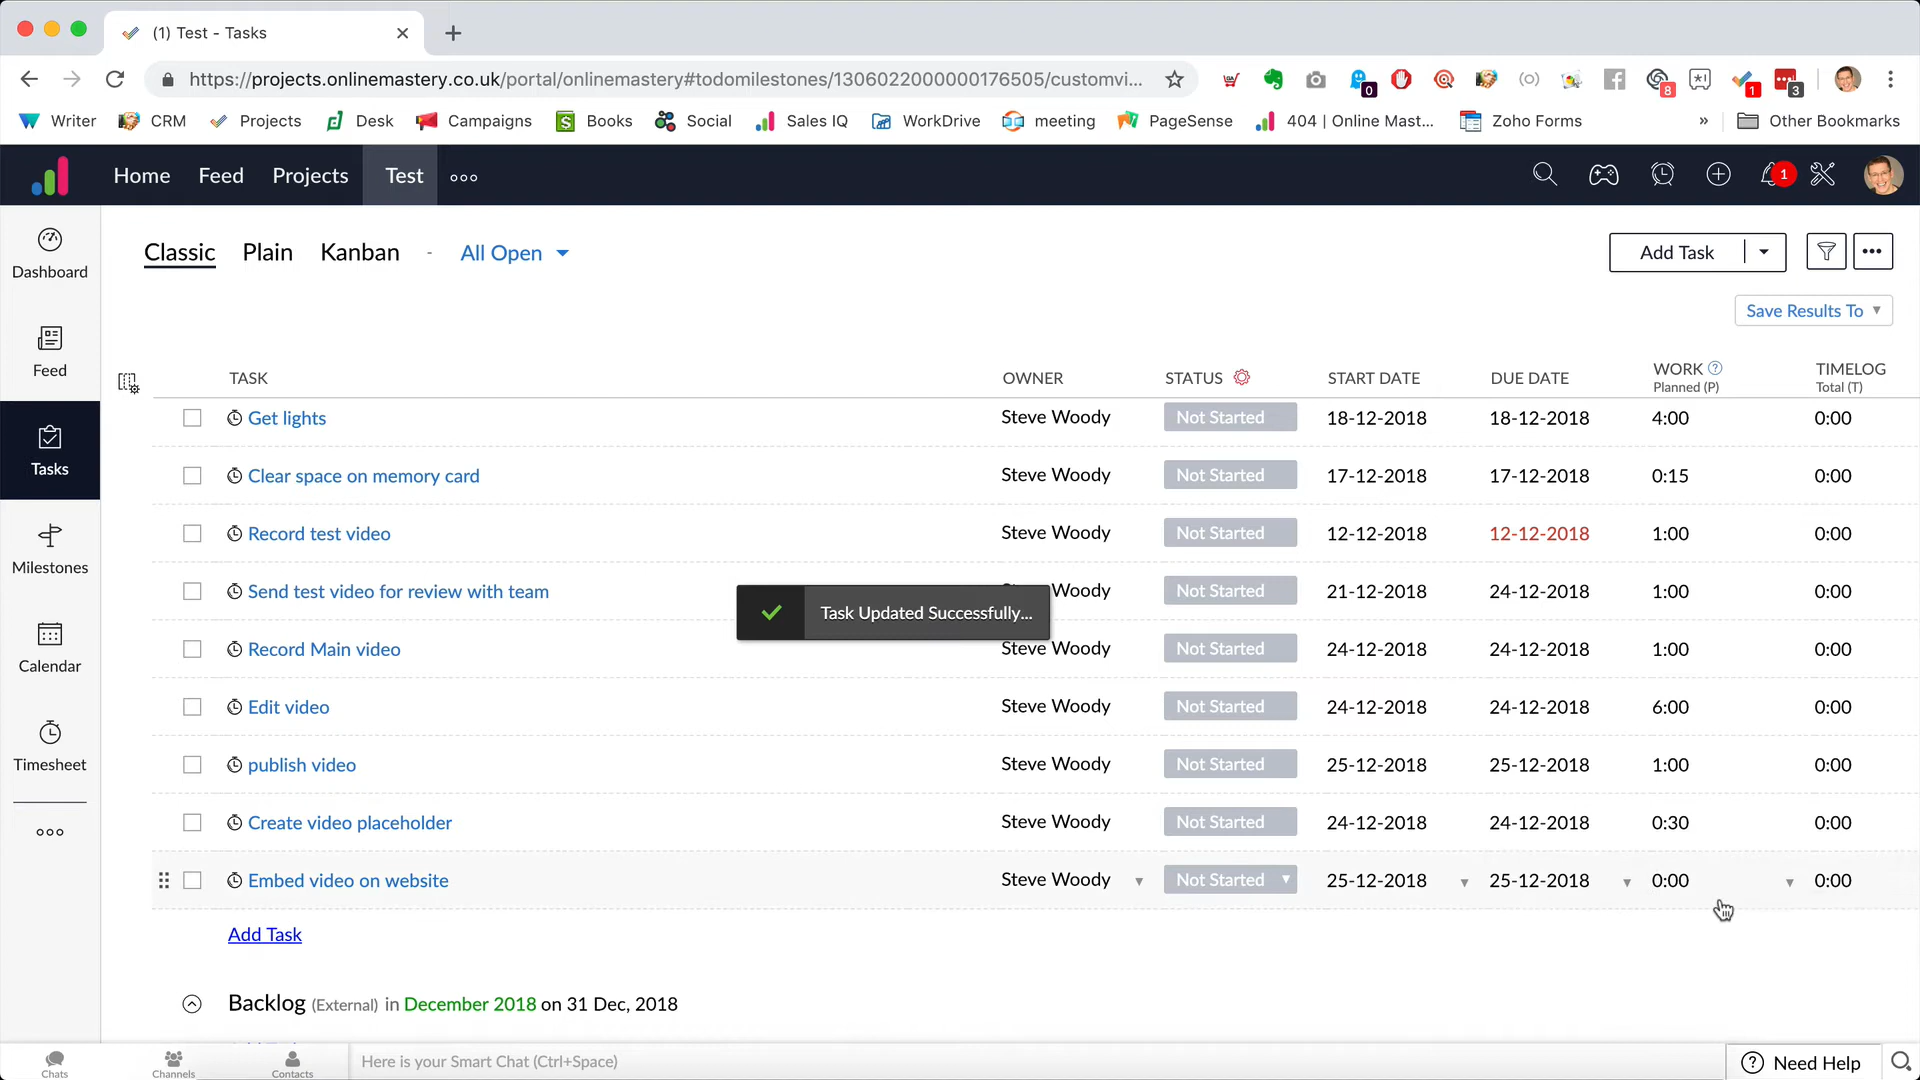 (1) Test - Tasks
https://projects.onlinemastery.co.uk/portal/onlinemastery#todomilestones/1306022000000176505/customvi...
0
8
1
3
Writer CRM Projects Desk Campaigns Books Social Sales IQ WorkDrive meeting PageSense 404 | Online Mast... Zoho Forms » Other Bookmarks
Home Feed Projects Test
1
Dashboard
Feed
Tasks
Milestones
Calendar
Timesheet
Classic Plain Kanban - All Open
Add Task
Save Results To
TASK OWNER STATUS START DATE DUE DATE WORK TIMELOG
Planned (P) Total (T)
Get lights Steve Woody Not Started 18-12-2018 18-12-2018 4:00 0:00
Clear space on memory card Steve Woody Not Started 17-12-2018 17-12-2018 0:15 0:00
Record test video Steve Woody Not Started 12-12-2018 12-12-2018 1:00 0:00
Send test video for review with team Woody Not Started 21-12-2018 24-12-2018 1:00 0:00
Task Updated Successfully...
Record Main video Steve Woody Not Started 24-12-2018 24-12-2018 1:00 0:00
Edit video Steve Woody Not Started 24-12-2018 24-12-2018 6:00 0:00
publish video Steve Woody Not Started 25-12-2018 25-12-2018 1:00 0:00
Create video placeholder Steve Woody Not Started 24-12-2018 24-12-2018 0:30 0:00
Embed video on website Steve Woody Not Started 25-12-2018 25-12-2018 0:00 0:00
Add Task
Backlog (External) in December 2018 on 31 Dec, 2018
Chats Channels Contacts
Here is your Smart Chat (Ctrl+Space)
Need Help